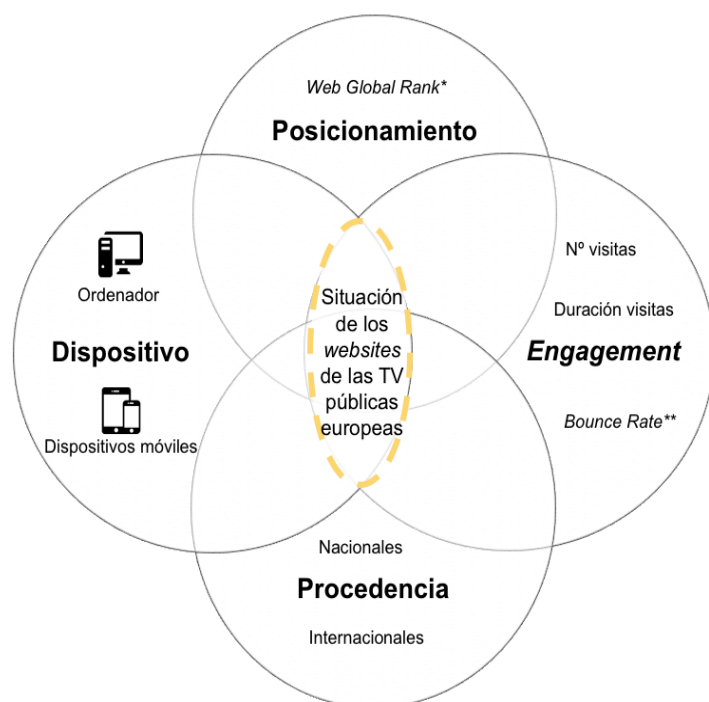 Web Global Rank*
Posicionamiento
Ordenador
Dispositivo
Dispositivos móviles
Situación
de los
websites
de las TV
públicas
europeas
Nº visitas
Duración visitas
Engagement
Bounce Rate**
Nacionales
Procedencia
Internacionales